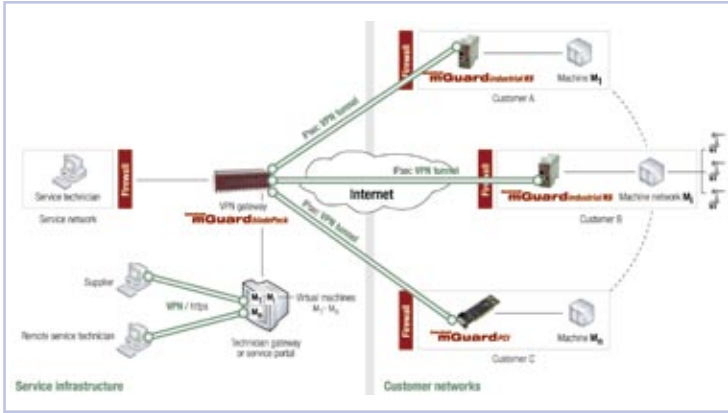 Firewall
mGuard industrial RS
Machine M1
Customer A
IPsec VPN tunnel
Service technician
Service network
Firewall
VPN gateway
mGuard bladePack
Internet
IPsec VPN tunnel
Firewall
mGuard industrial RS
Machine network Mi
Customer B
IPsec VPN tunnel
Supplier
VPN / https
Remote service technician
M1 Mi
Mn
Virtual machines
M1 - Mn
Technician gateway
or service portal
Firewall
mGuard PCI
Machine Mn
Customer C
Service infrastructure
Customer networks